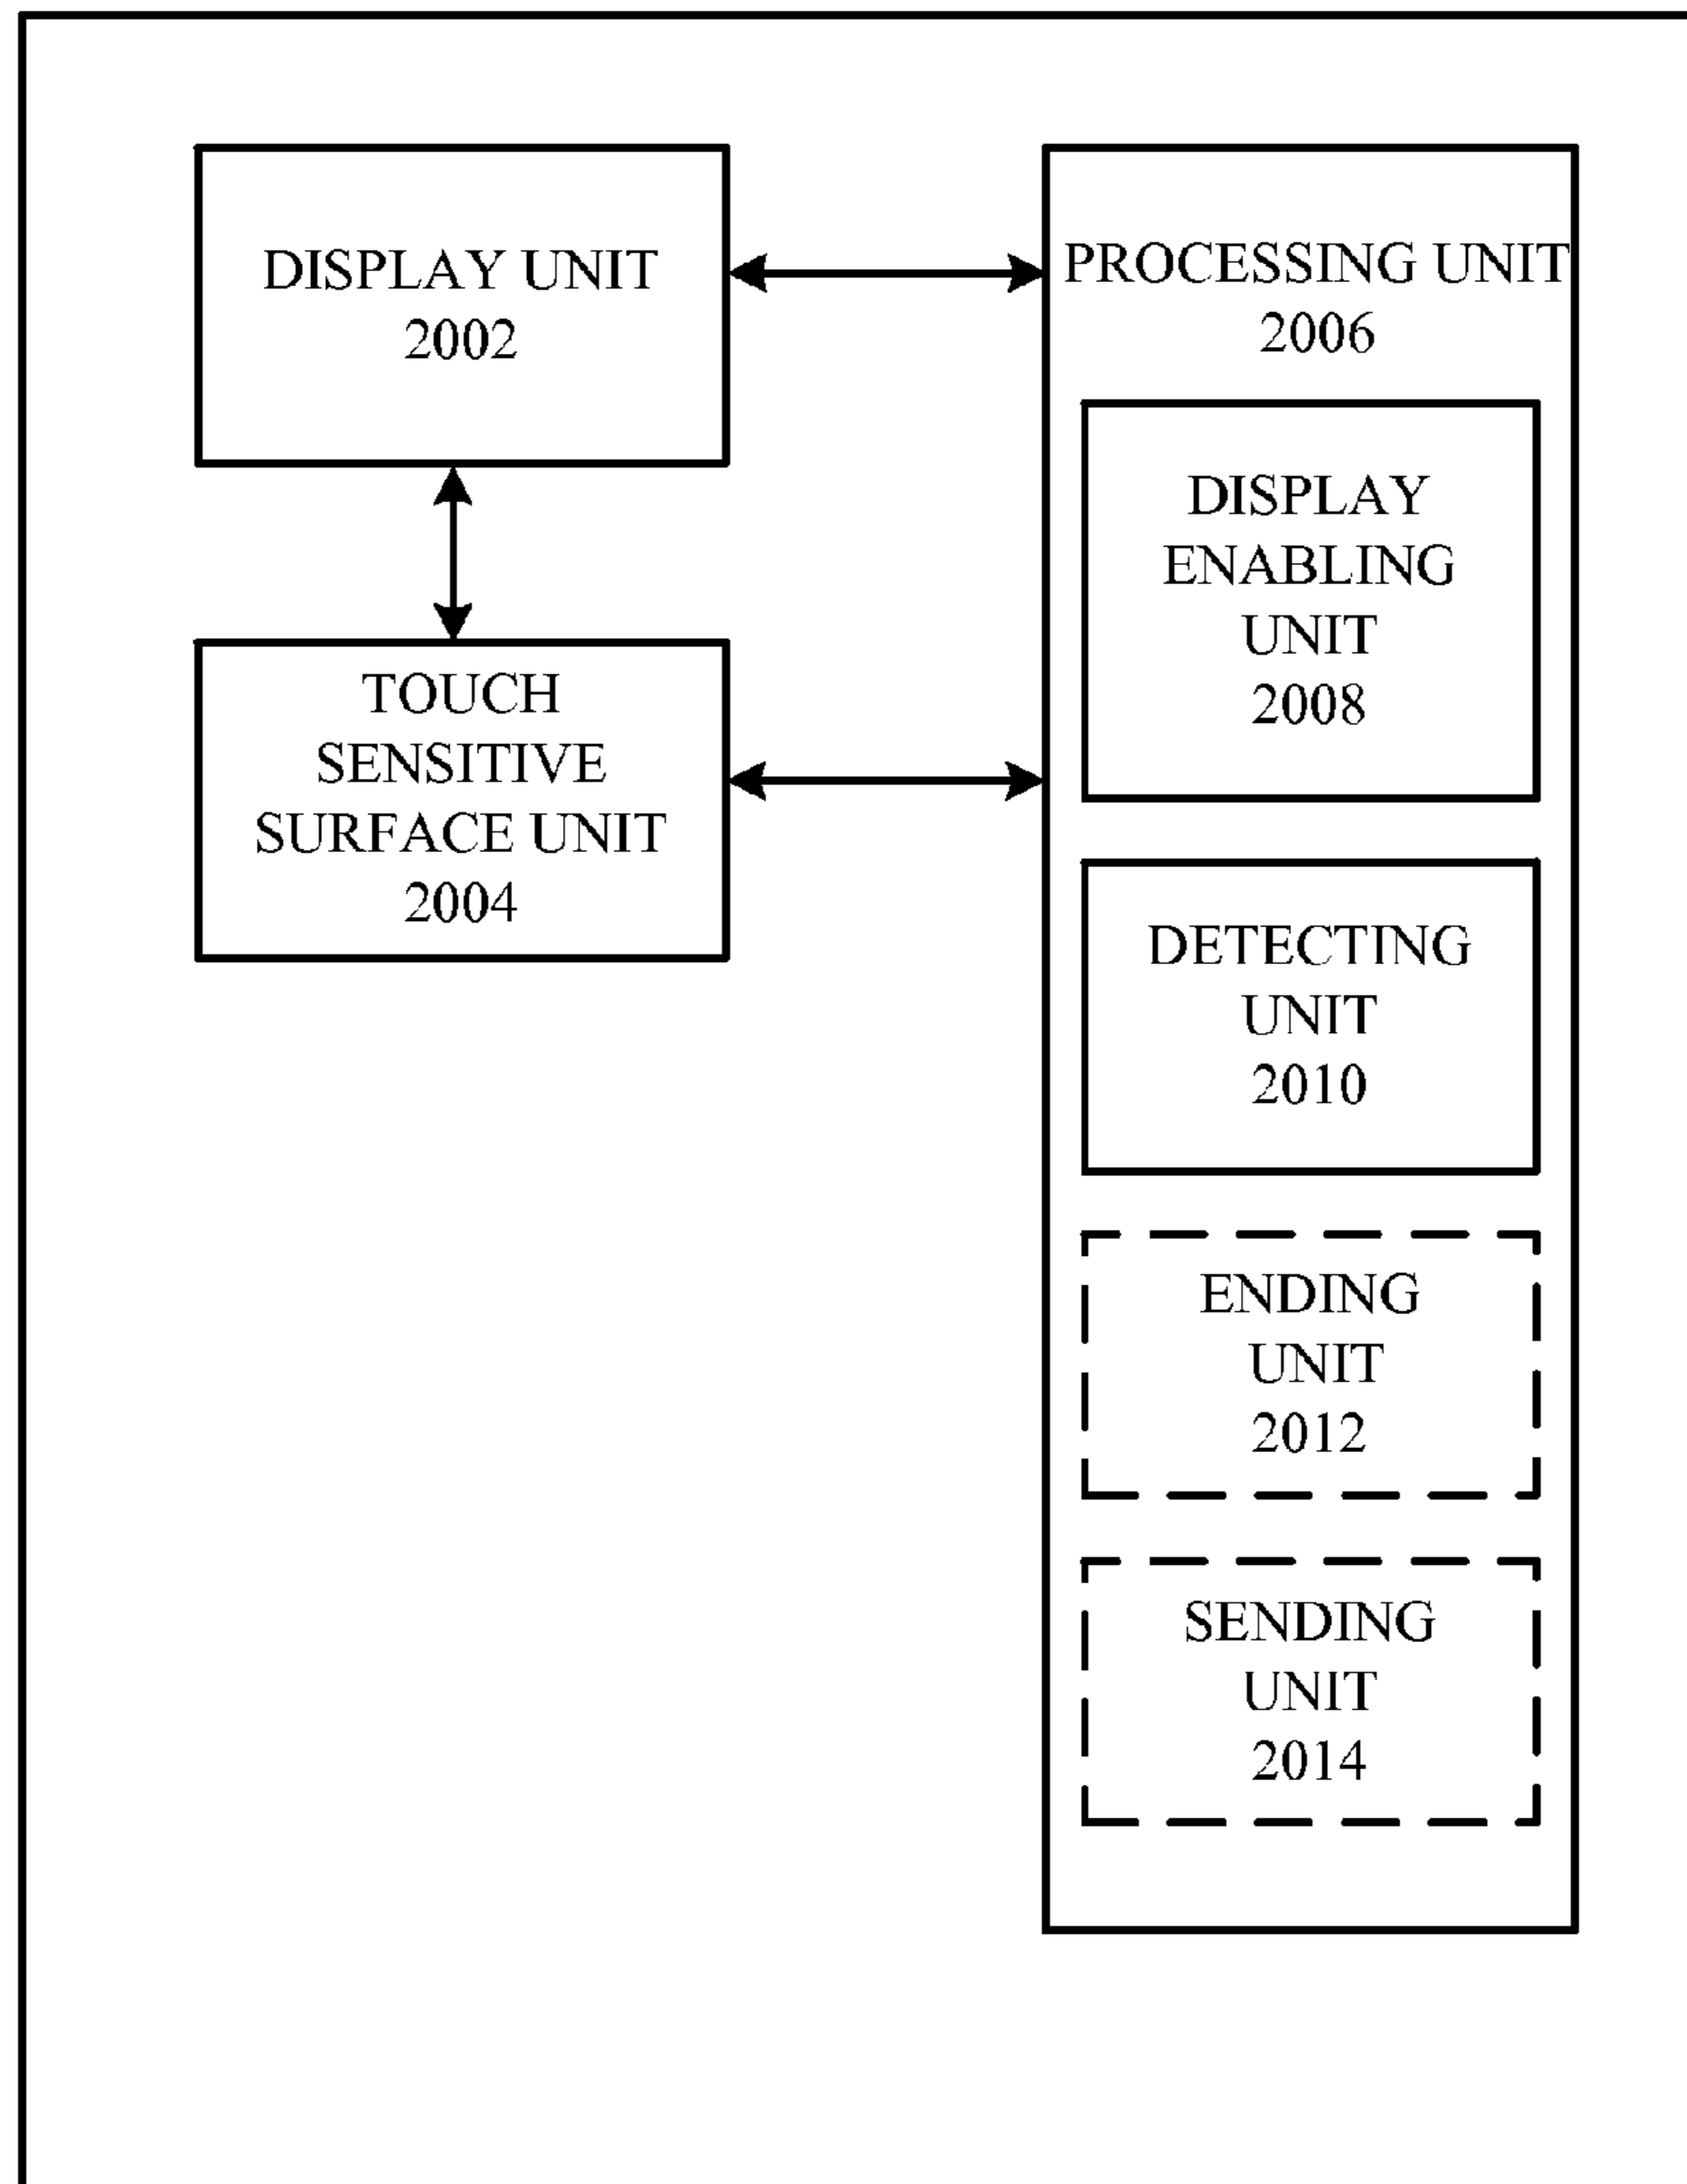 DISPLAY UNIT
2002
TOUCH
SENSITIVE
SURFACE UNIT
2004
PROCESSING UNIT
2006
DISPLAY
ENABLING
UNIT
2008
DETECTING
UNIT
2010
ENDING
UNIT
2012
SENDING
UNIT
2014